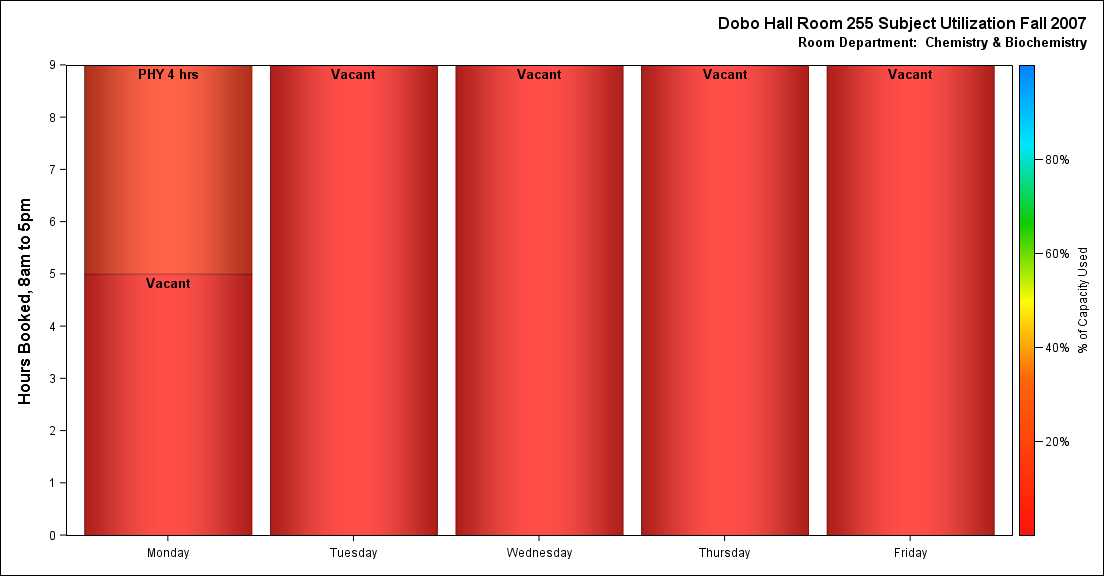 Dobo Hall Room 255 Subject Utilization Fall 2007
Room Department: Chemistry & Biochemistry
Hours Booked, 8am to 5pm
9
8
7
6
5
4
3
2
1
0
PHY 4 hrs
Vacant
Vacant
Vacant
Vacant
Vacant
Monday
Tuesday
Wednesday
Thursday
Friday
80%
60%
40%
20%
% of Capacity Used